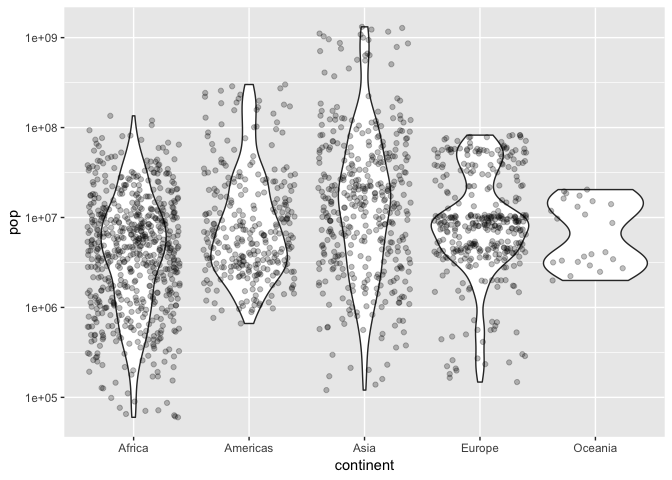 1e+09
1e+08
1e+07
1e+06
1e+05
pop
Africa
Americas
Asia
Europe
Oceania
continent